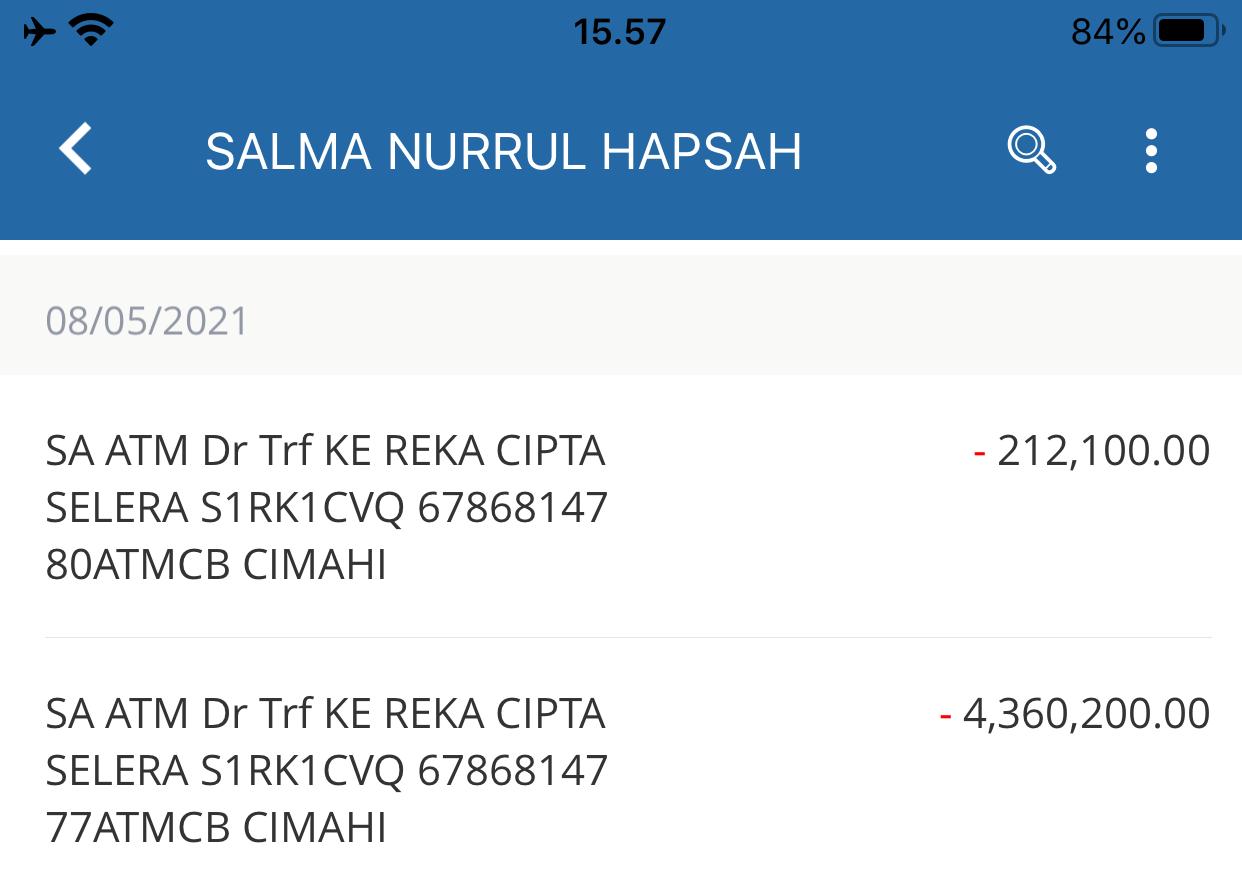 15.57
84%
SALMA NURRUL HAPSAH
08/05/2021
SA ATM Dr Trf KE REKA CIPTA - 212,100.00
SELERA S1RK1CVQ 67868147
80ATMCB CIMAHI
SA ATM Dr Trf KE REKA CIPTA - 4,360,200.00
SELERA S1RK1CVQ 67868147
77ATMCB CIMAHI